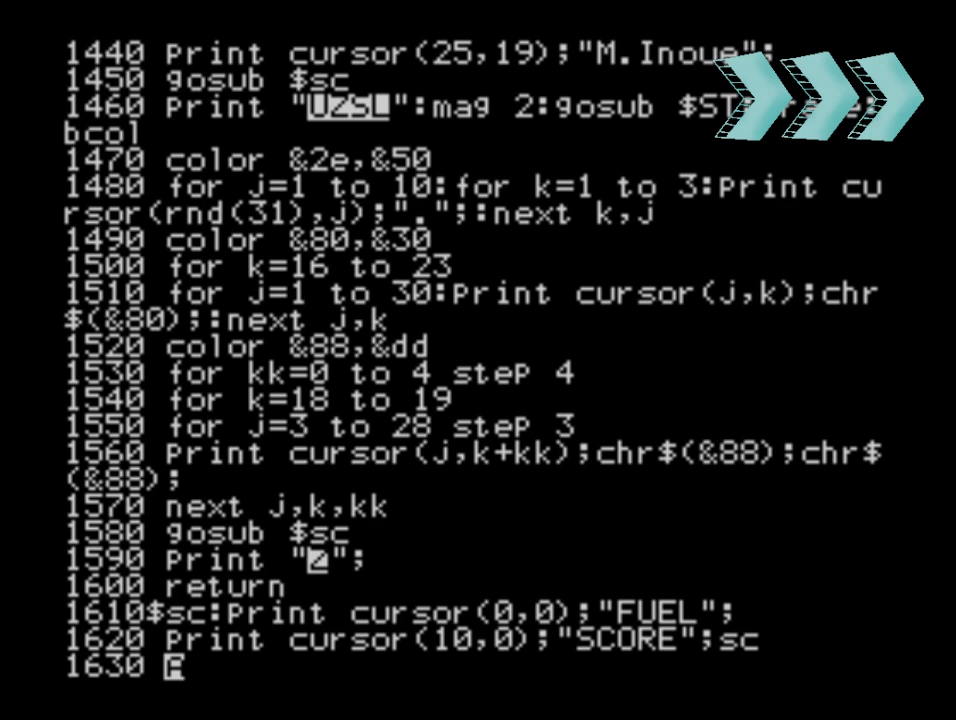 1440 Print cursor(25,19);"M.Inoue";
1450 gosub $sc
1460 Print "UZSL":mag 2:gosub
bcol
1470 color &2e,&50
1480 for j=1 to 10:for k=1 to 3:Print cu
rsor(rnd(31),j);".";:next k,j
1490 color &80,&30
1500 for k=16 to 23
1510 for j=1 to 30:Print cursor(j,k);chr
$(&80);:next j,k
1520 color &88,&dd
1530 for kk=0 to 4 steP 4
1540 for k=18 to 19
1550 for j=3 to 28 steP 3
1560 Print cursor(j,k+kk);chr$(&88);chr$
(&88);
1570 next j,k,kk
1580 gosub $sc
1590 Print "Z";
1600 return
1610$sc:Print cursor(0,0);"FUEL";
1620 Print cursor(10,0);"SCORE";sc
1630